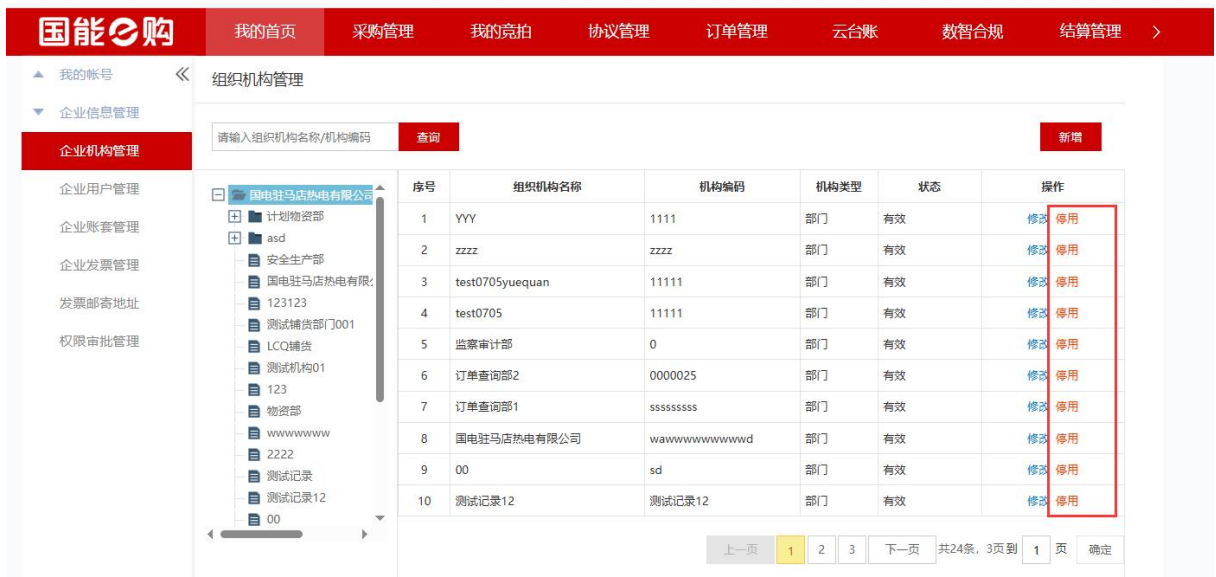 国能e购 我的首页 采购管理 我的竞拍 协议管理 订单管理 云台账 数智合规 结算管理
我的帐号
组织机构管理
企业信息管理
请输入组织机构名称/机构编码 查询 新增
企业机构管理
企业用户管理
企业账套管理
企业发票管理
发票邮寄地址
权限审批管理
国电驻马店热电有限公司
计划物资部
asd
安全生产部
国电驻马店热电有限
123123
测试铺货部门001
LCQ铺货
测试机构01
123
物资部
wwwwwww
2222
测试记录
测试记录12
00
序号 组织机构名称 机构编码 机构类型 状态 操作
1 YYY 1111 部门 有效 修改 停用
2 zzzz zzzz 部门 有效 修改 停用
3 test0705yuequan 11111 部门 有效 修改 停用
4 test0705 11111 部门 有效 修改 停用
5 监察审计部 0 部门 有效 修改 停用
6 订单查询部2 0000025 部门 有效 修改 停用
7 订单查询部1 sssssssss 部门 有效 修改 停用
8 国电驻马店热电有限公司 wawwwwwwwwwd 部门 有效 修改 停用
9 00 sd 部门 有效 修改 停用
10 测试记录12 测试记录12 部门 有效 修改 停用
上一页 1 2 3 下一页 共24条，3页到 1 页 确定